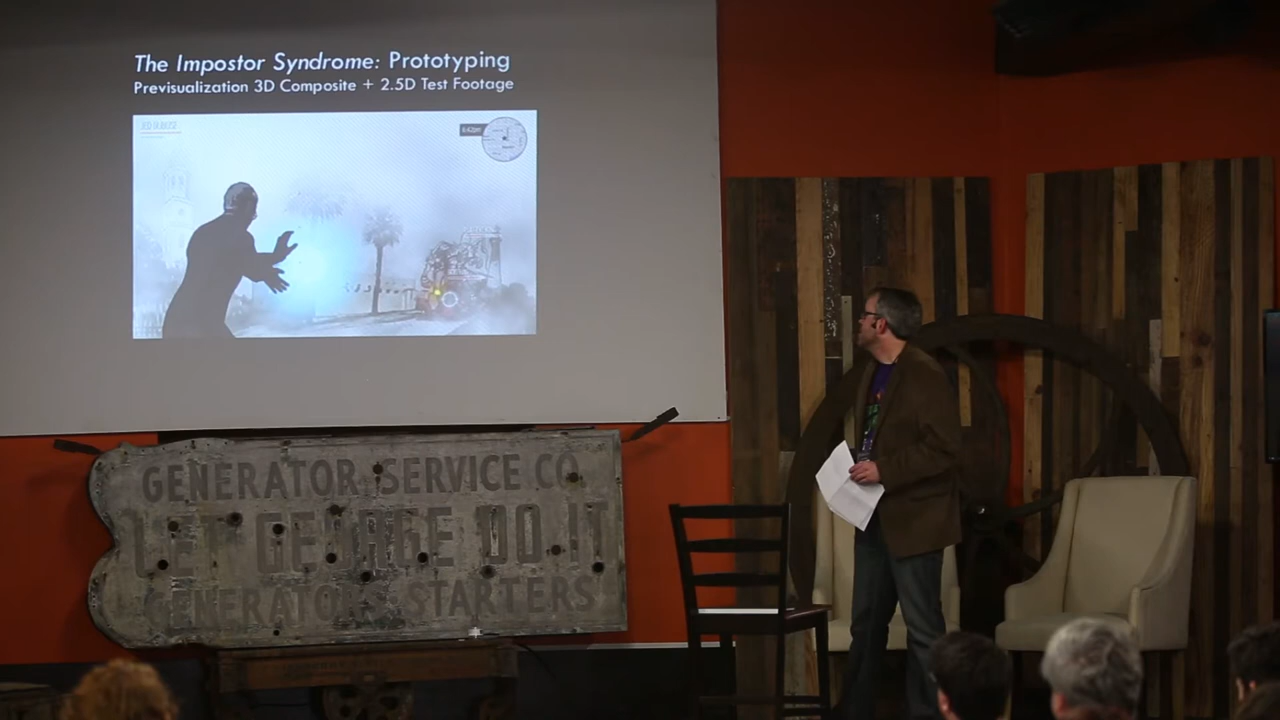 The Impostor Syndrome: Prototyping
Previsualization 3D Composite + 2.5D Test Footage
GENERATOR SERVICE CO
LET GEORGE DO IT
GENERATORS STARTERS